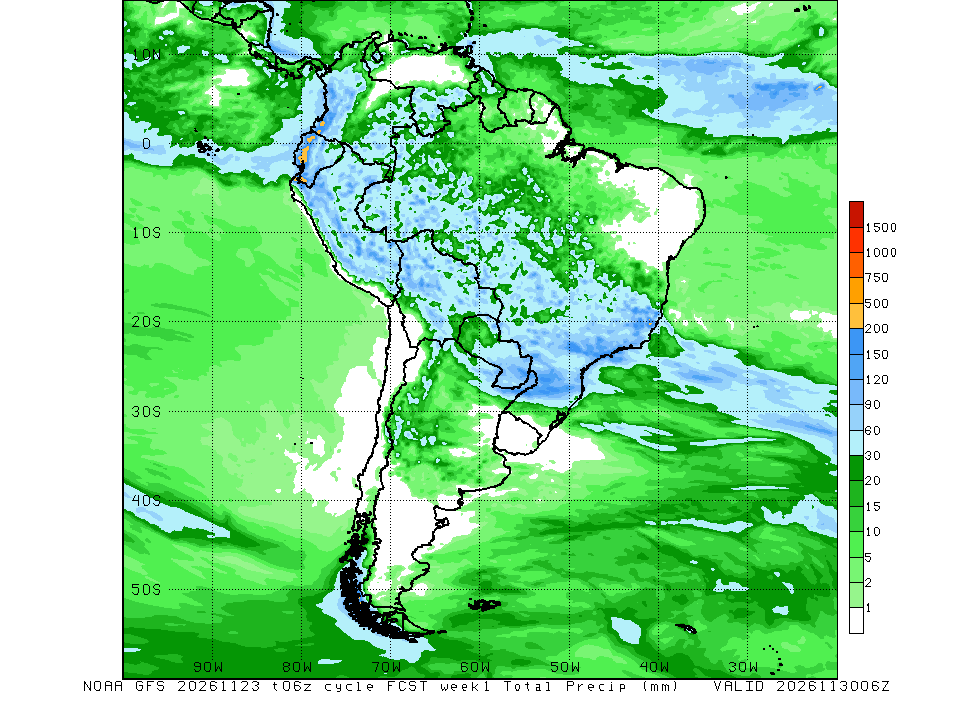 10N
0
10S
20S
30S
40S
50S
90W 80W 70W 60W 50W 40W 30W
1500
1000
750
500
200
150
120
90
60
30
20
15
10
5
2
1
NOAA GFS 20261123 t06z cycle FCST week1 Total Precip (mm) VALID 2026113006Z